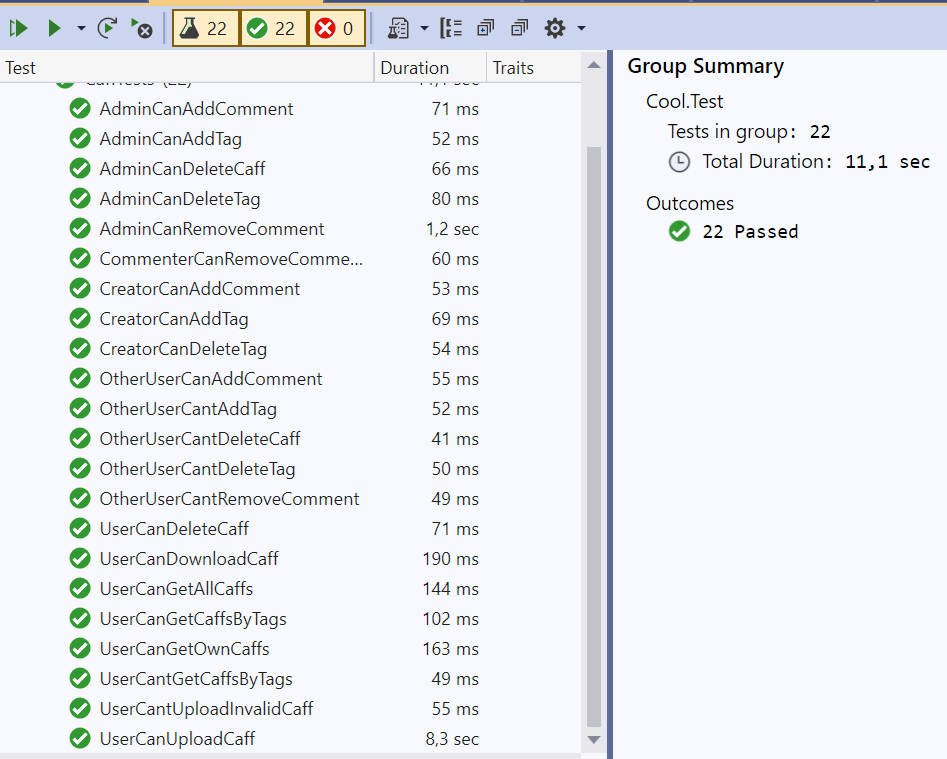 22 22 0
Test Duration Traits
AdminCanAddComment 71 ms
AdminCanAddTag 52 ms
AdminCanDeleteCaff 66 ms
AdminCanDeleteTag 80 ms
AdminCanRemoveComment 1,2 sec
CommenterCanRemoveComme... 60 ms
CreatorCanAddComment 53 ms
CreatorCanAddTag 69 ms
CreatorCanDeleteTag 54 ms
OtherUserCanAddComment 55 ms
OtherUserCantAddTag 52 ms
OtherUserCantDeleteCaff 41 ms
OtherUserCantDeleteTag 50 ms
OtherUserCantRemoveComment 49 ms
UserCanDeleteCaff 71 ms
UserCanDownloadCaff 190 ms
UserCanGetAllCaffs 144 ms
UserCanGetCaffsByTags 102 ms
UserCanGetOwnCaffs 163 ms
UserCantGetCaffsByTags 49 ms
UserCantUploadInvalidCaff 55 ms
UserCanUploadCaff 8,3 sec
Group Summary
Cool.Test
Tests in group: 22
Total Duration: 11,1 sec
Outcomes
22 Passed